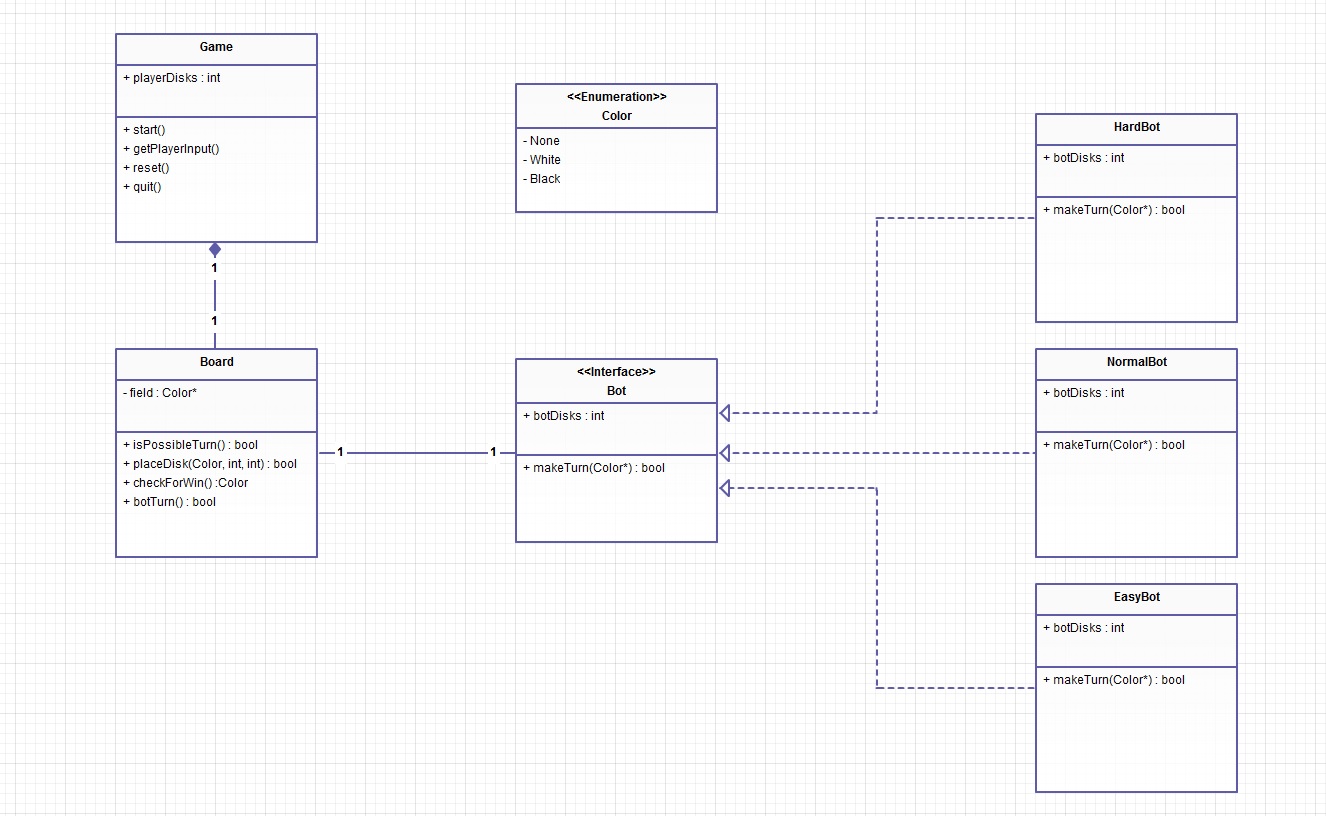 Game
+ playerDisks : int
+ start()
+ getPlayerInput()
+ reset()
+ quit()
1
1
Board
- field : Color*
+ isPossibleTurn() : bool
+ placeDisk(Color, int, int) : bool
+ checkForWin() :Color
+ botTurn() : bool
1
1
<<Enumeration>>
Color
- None
- White
- Black
<<Interface>>
Bot
+ botDisks : int
+ makeTurn(Color*) : bool
HardBot
+ botDisks : int
+ makeTurn(Color*) : bool
NormalBot
+ botDisks : int
+ makeTurn(Color*) : bool
EasyBot
+ botDisks : int
+ makeTurn(Color*) : bool